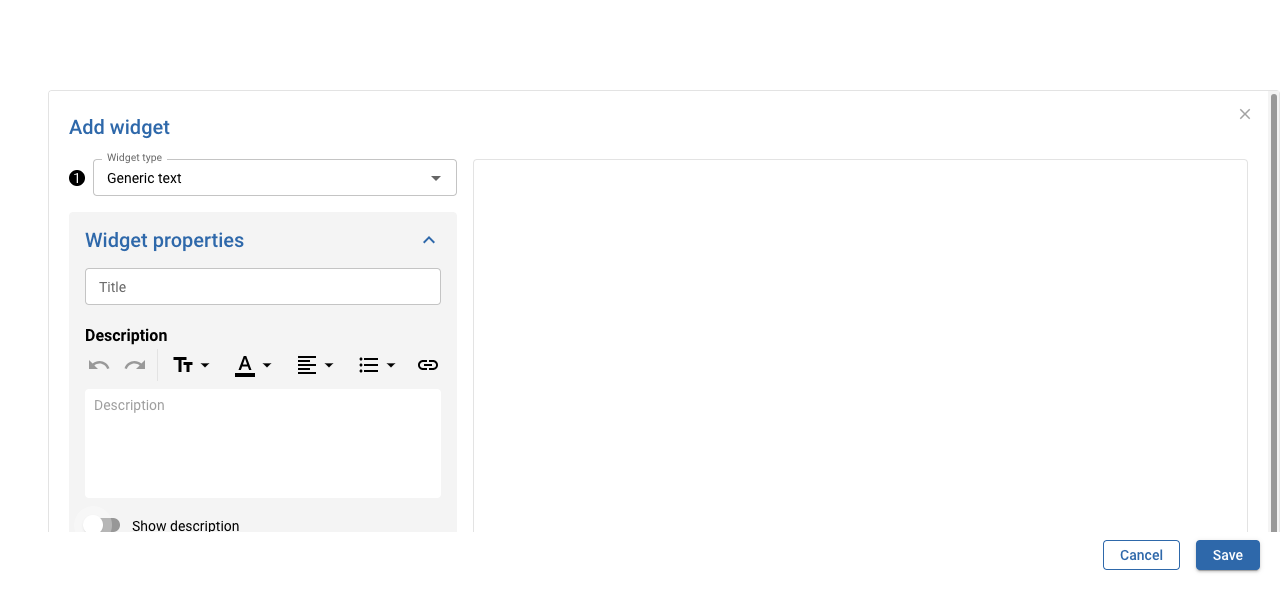 Add widget
Widget type
1
Generic text
Widget properties
Title
Description
Description
Show description
Cancel
Save